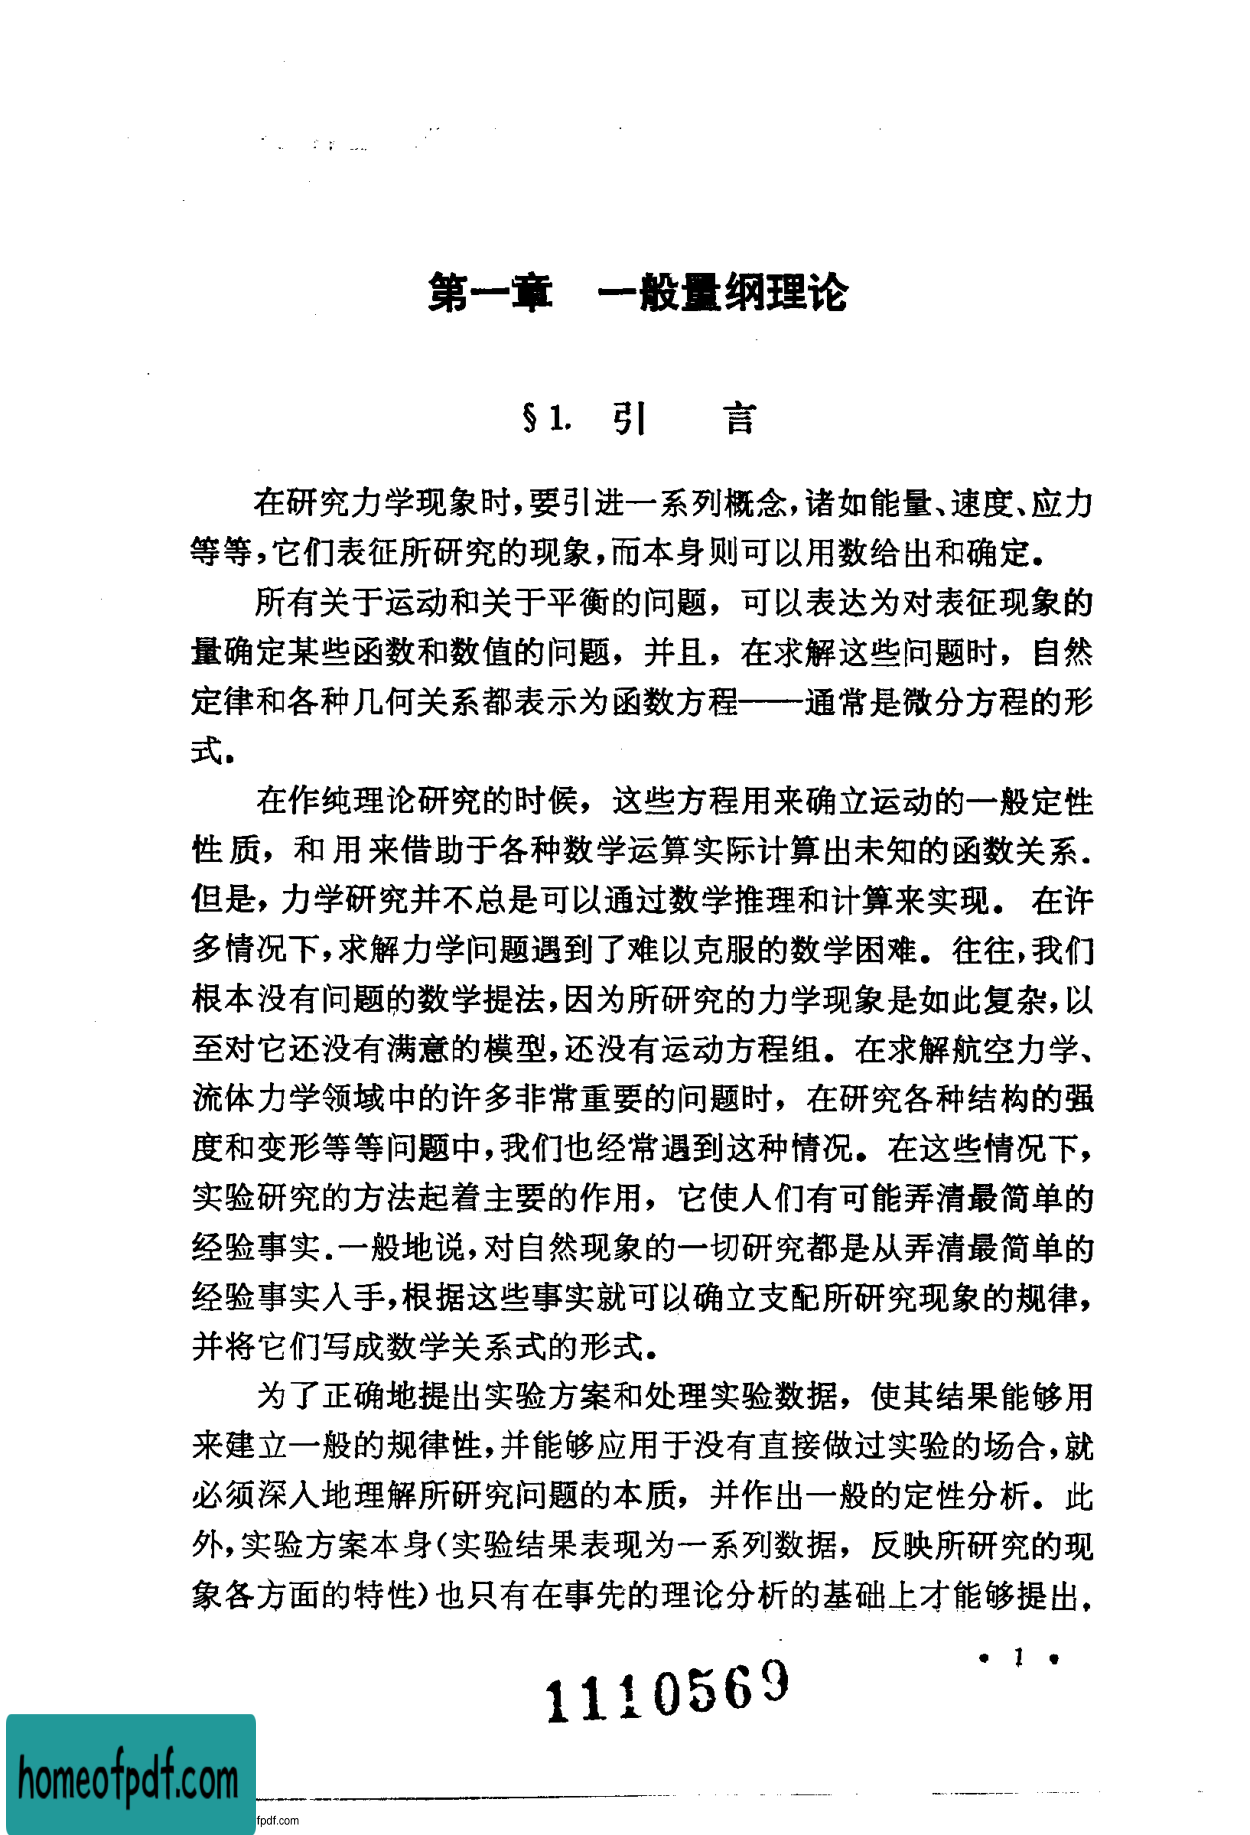 第一章 一般量纲理论
§1. 引 言
在研究力学现象时,要引进一系列概念,诸如能量、速度、应力
等等,它们表征所研究的现象,而本身则可以用数给出和确定。
所有关于运动和关于平衡的问题，可以表达为对表征现象的
量确定某些函数和数值的问题，并且，在求解这些问题时，自然
定律和各种几何关系都表示为函数方程——通常是微分方程的形
式。
在作纯理论研究的时候，这些方程用来确立运动的一般定性
性质，和用来借助于各种数学运算实际计算出未知的函数关系.
但是,力学研究并不总是可以通过数学推理和计算来实现。在许
多情况下,求解力学问题遇到了难以克服的数学困难。往往,我们
根本没有问题的数学提法,因为所研究的力学现象是如此复杂,以
至对它还没有满意的模型,还没有运动方程组。在求解航空力学、
流体力学领域中的许多非常重要的问题时，在研究各种结构的强
度和变形等等问题中,我们也经常遇到这种情况。在这些情况下,
实验研究的方法起着主要的作用，它使人们有可能弄清最简单的
经验事实.一般地说,对自然现象的一切研究都是从弄清最简单的
经验事实入手,根据这些事实就可以确立支配所研究现象的规律,
并将它们写成数学关系式的形式。
为了正确地提出实验方案和处理实验数据，使其结果能够用
来建立一般的规律性,并能够应用于没有直接做过实验的场合,就
必须深入地理解所研究问题的本质，并作出一般的定性分析。此
外,实验方案本身(实验结果表现为一系列数据，反映所研究的现
象各方面的特性)也只有在事先的理论分析的基础上才能够提出.
• 1 •
1110569
homeofpdf.com
fpdf.com